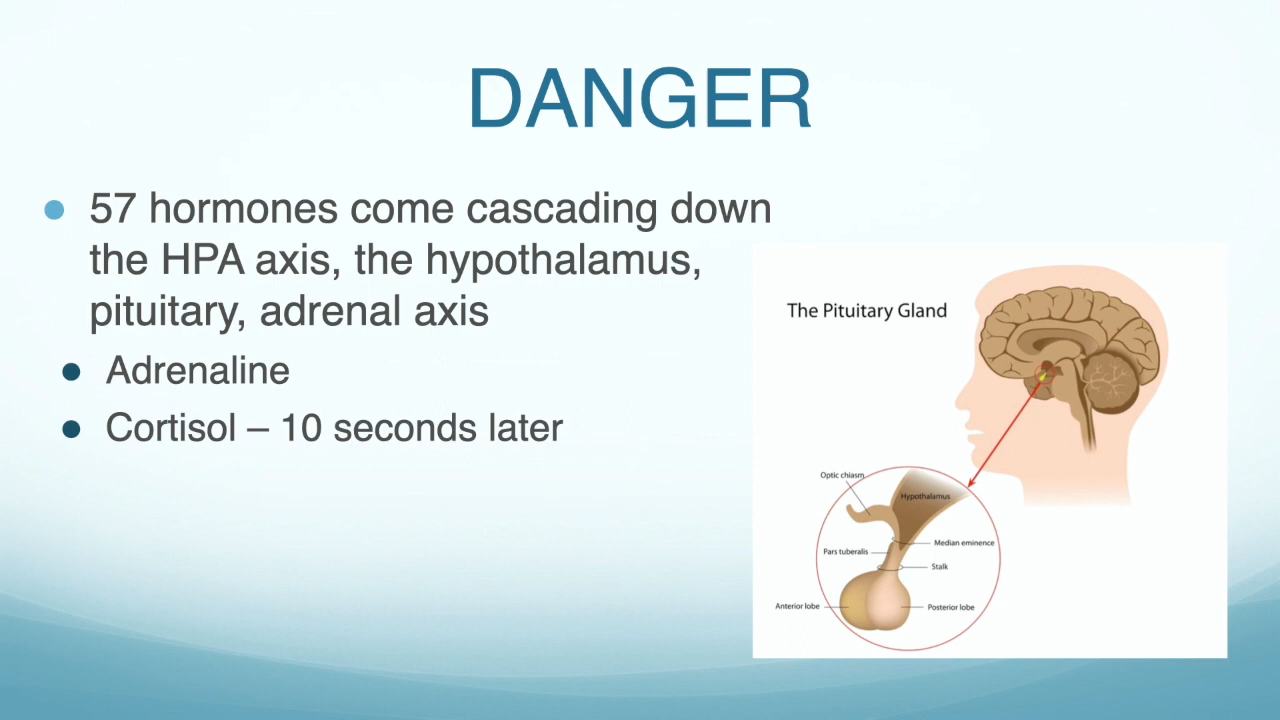 DANGER
57 hormones come cascading down
the HPA axis, the hypothalamus,
pituitary, adrenal axis
Adrenaline
Cortisol – 10 seconds later
The Pituitary Gland
Optic chiasm
Hypothalamus
Median eminence
Pars tuberalis
Stalk
Anterior lobe
Posterior lobe